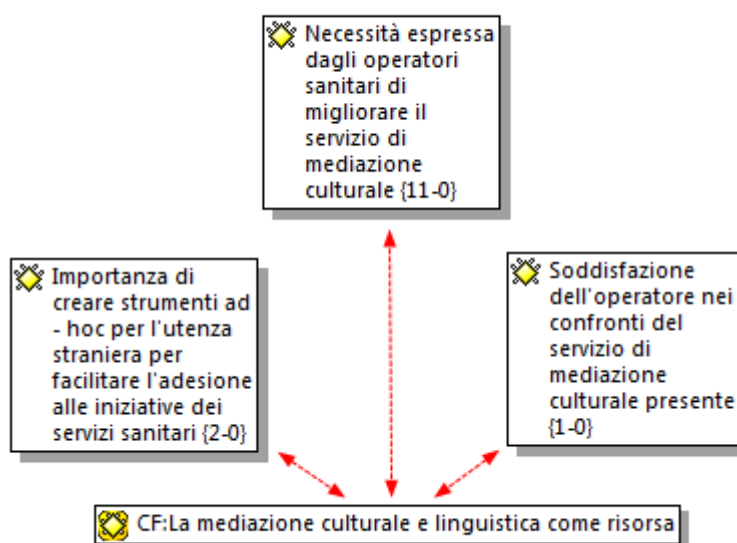 Necessità espressa
dagli operatori
sanitari di
migliorare il
servizio di
mediazione
culturale {11-0}
Importanza di
creare strumenti ad
- hoc per l'utenza
straniera per
facilitare l'adesione
alle iniziative dei
servizi sanitari {2-0}
Soddisfazione
dell'operatore nei
confronti del
servizio di
mediazione
culturale presente
{1-0}
CF:La mediazione culturale e linguistica come risorsa